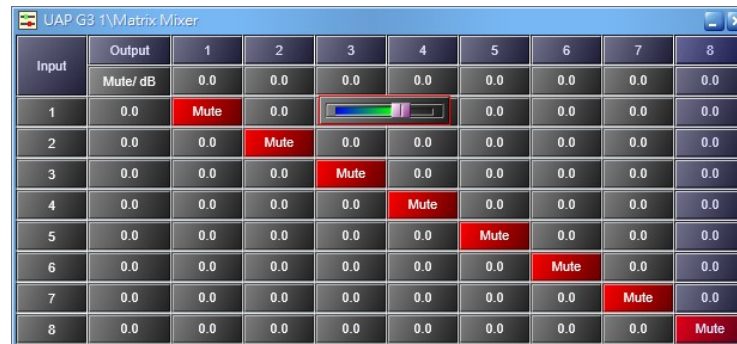 UAP G3 1\Matrix Mixer
Input Output 1 2 3 4 5 6 7 8
Mute/ dB 0.0 0.0 0.0 0.0 0.0 0.0 0.0 0.0
1 0.0 Mute 0.0 0.0 0.0 0.0 0.0
2 0.0 0.0 Mute 0.0 0.0 0.0 0.0 0.0 0.0
3 0.0 0.0 0.0 Mute 0.0 0.0 0.0 0.0 0.0
4 0.0 0.0 0.0 0.0 Mute 0.0 0.0 0.0 0.0
5 0.0 0.0 0.0 0.0 0.0 Mute 0.0 0.0 0.0
6 0.0 0.0 0.0 0.0 0.0 0.0 Mute 0.0 0.0
7 0.0 0.0 0.0 0.0 0.0 0.0 0.0 Mute 0.0
8 0.0 0.0 0.0 0.0 0.0 0.0 0.0 0.0 Mute